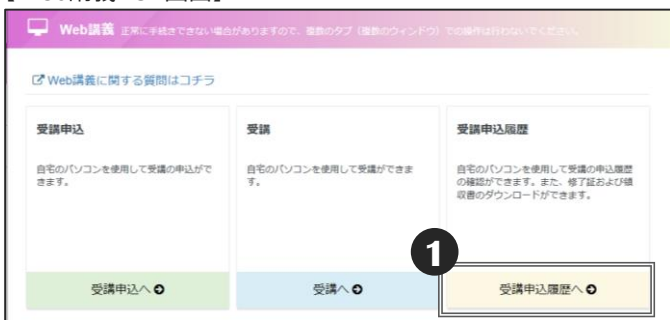 Web講義 正常に手続きできない場合がありますので、複数のタブ(複数のウィンドウ)での操作は行わないでください。
Web講義に関する質問はコチラ
受講申込
自宅のパソコンを使用して受講の申込がで
きます。
受講申込へ
受講
自宅のパソコンを使用して受講ができま
す。
受講へ
受講申込履歴
自宅のパソコンを使用して受講の申込履歴
の確認ができます。また、修了証および領
収書のダウンロードができます。
1
受講申込履歴へ